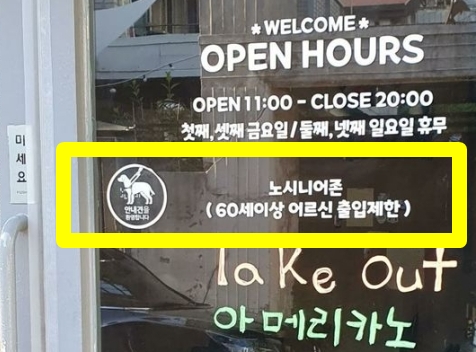 *WELCOME*
OPEN HOURS
OPEN 11:00 - CLOSE 20:00
첫째, 셋째 금요일 / 둘째, 넷째 일요일 휴무
미
세
요
안내견을
환영합니다
노시니어존
( 60세이상 어르신 출입제한 )
Take Out
아메리카노